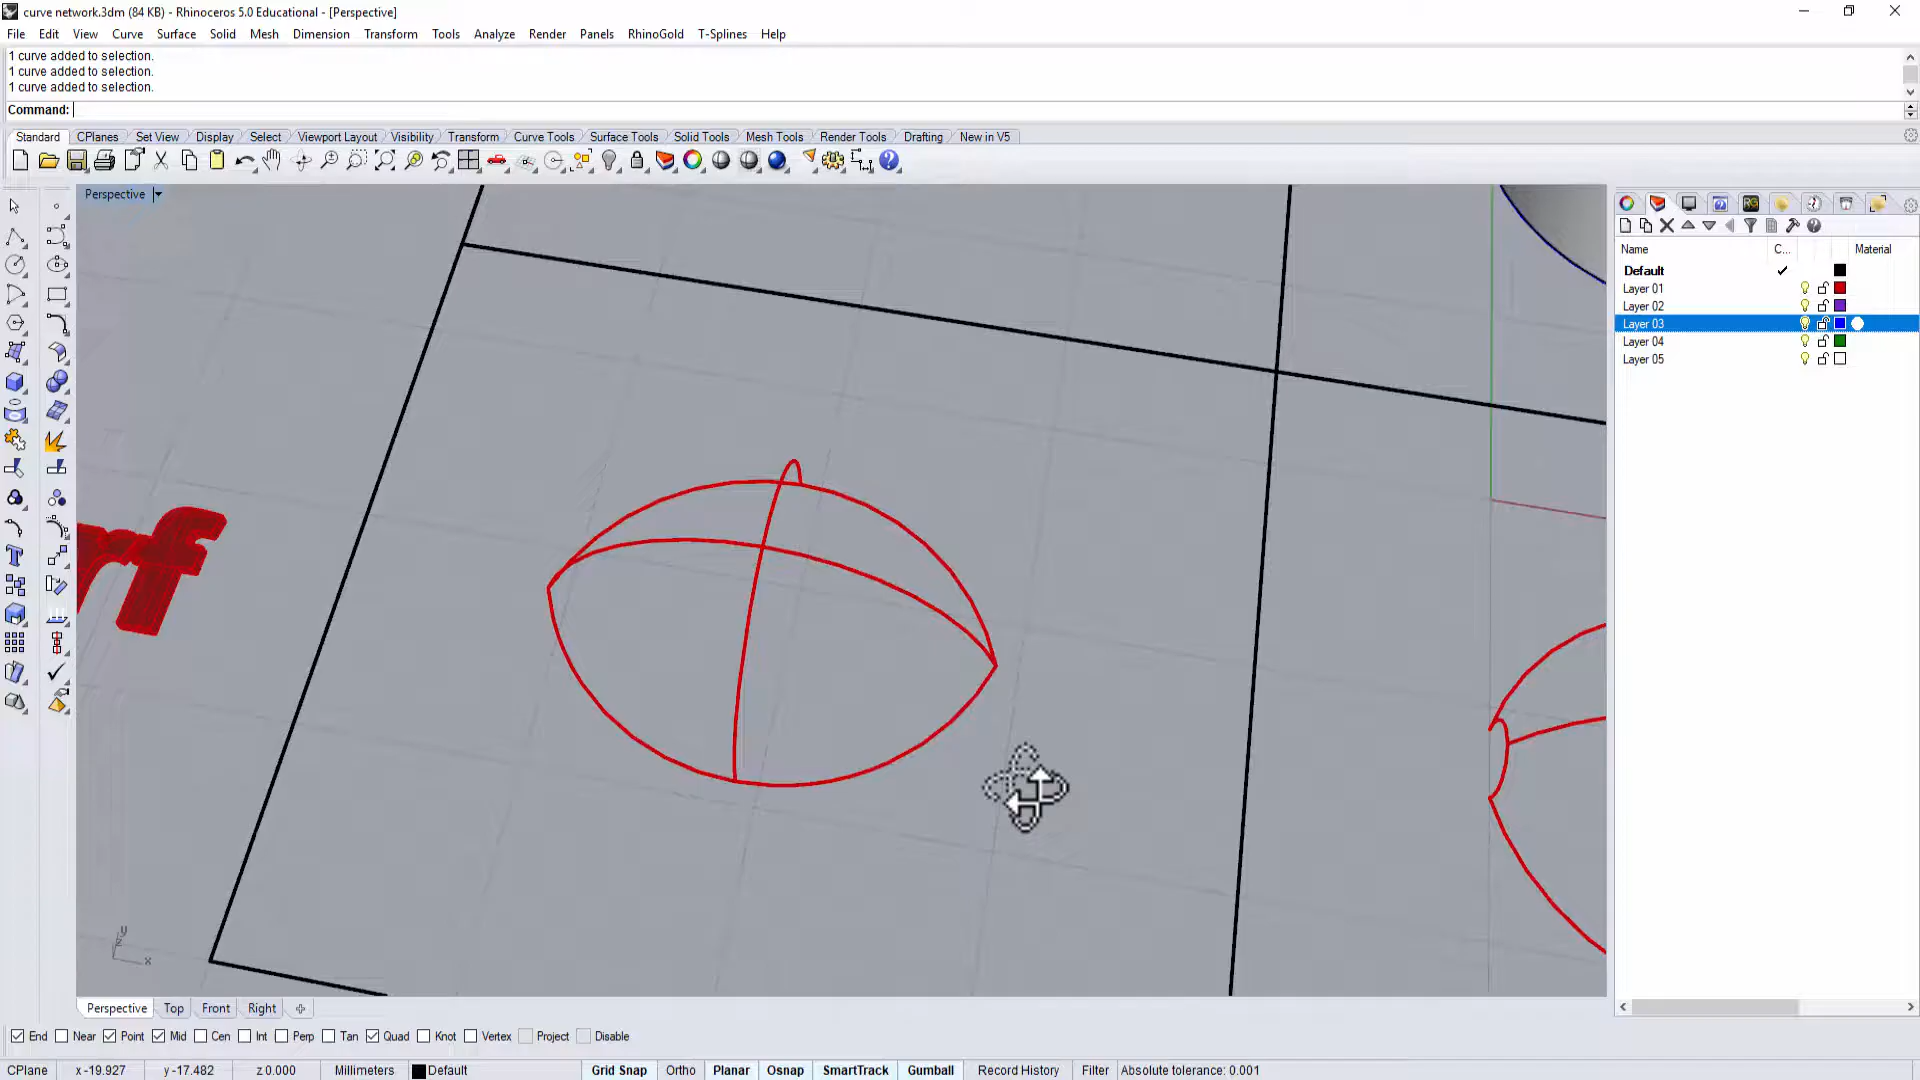 curve network.3dm (84 KB) - Rhinoceros 5.0 Educational - [Perspective]
File Edit View Curve Surface Solid Mesh Dimension Transform Tools Analyze Render Panels RhinoGold T-Splines Help
1 curve added to selection.
1 curve added to selection.
1 curve added to selection.
Command:
Standard CPlanes Set View Display Select Viewport Layout Visibility Transform Curve Tools Surface Tools Solid Tools Mesh Tools Render Tools Drafting New in V5
Perspective
Name C... Material
Default
Layer 01
Layer 02
Layer 03
Layer 04
Layer 05
rf
y
z
x
Perspective Top Front Right
End Near Point Mid Cen Int Perp Tan Quad Knot Vertex Project Disable
CPlane x -19.927 y -17.482 z 0.000 Millimeters Default Grid Snap Ortho Planar Osnap SmartTrack Gumball Record History Filter Absolute tolerance: 0.001